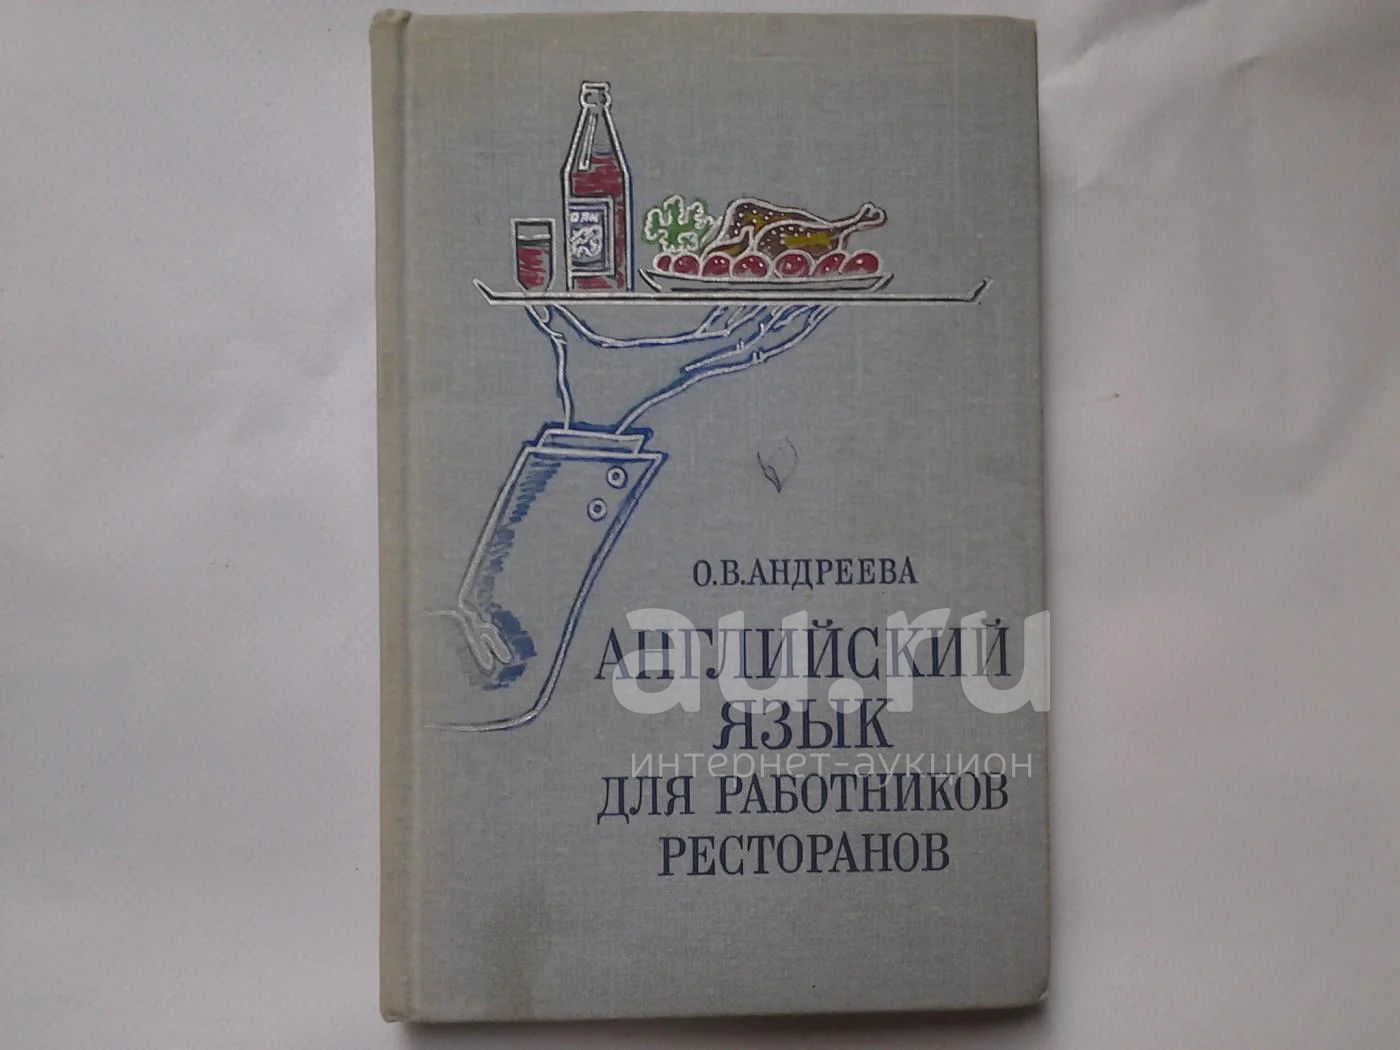 О.В.АНДРЕЕВА
АНГЛИЙСКИЙ
au.ru
ЯЗЫК
интернет-аукцион
ДЛЯ РАБОТНИКОВ
РЕСТОРАНОВ